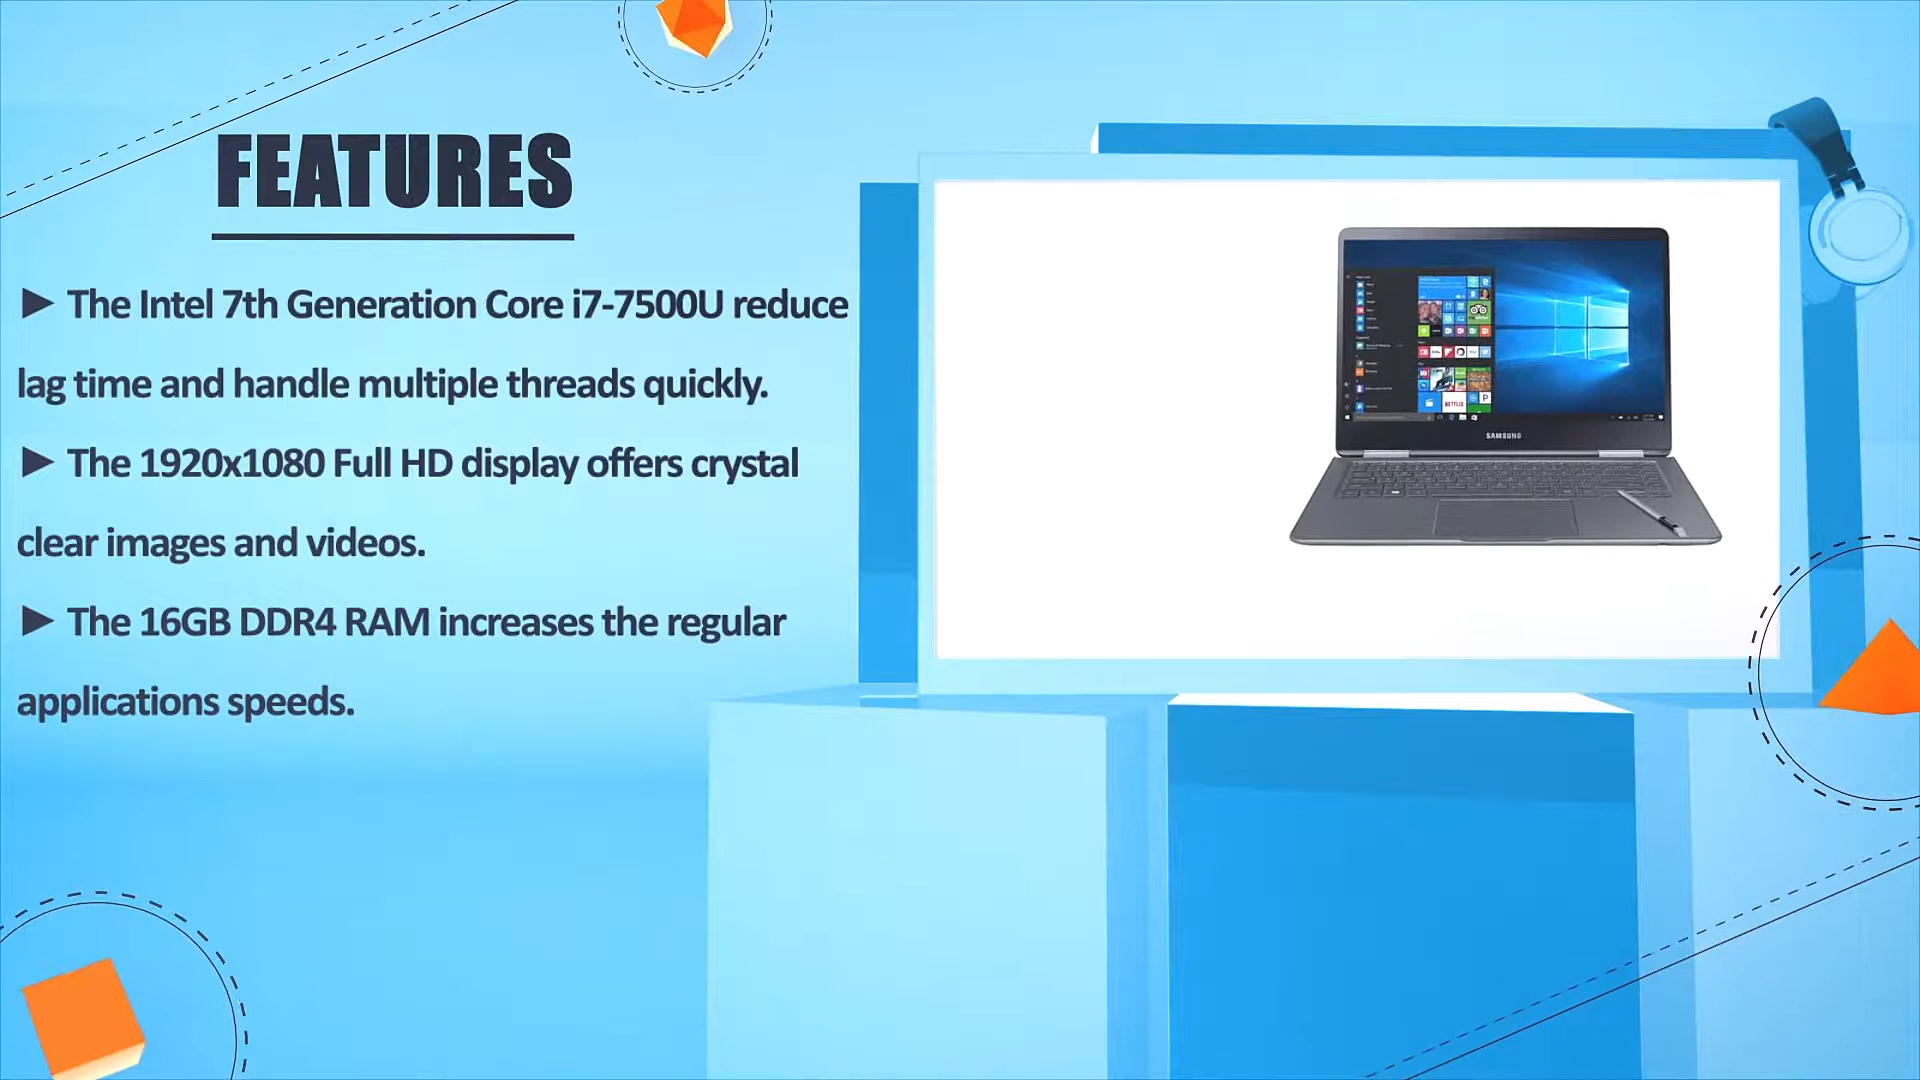 FEATURES
► The Intel 7th Generation Core i7-7500U reduce
lag time and handle multiple threads quickly.
► The 1920x1080 Full HD display offers crystal
clear images and videos.
► The 16GB DDR4 RAM increases the regular
applications speeds.
NETFLIX
SAMSUNG